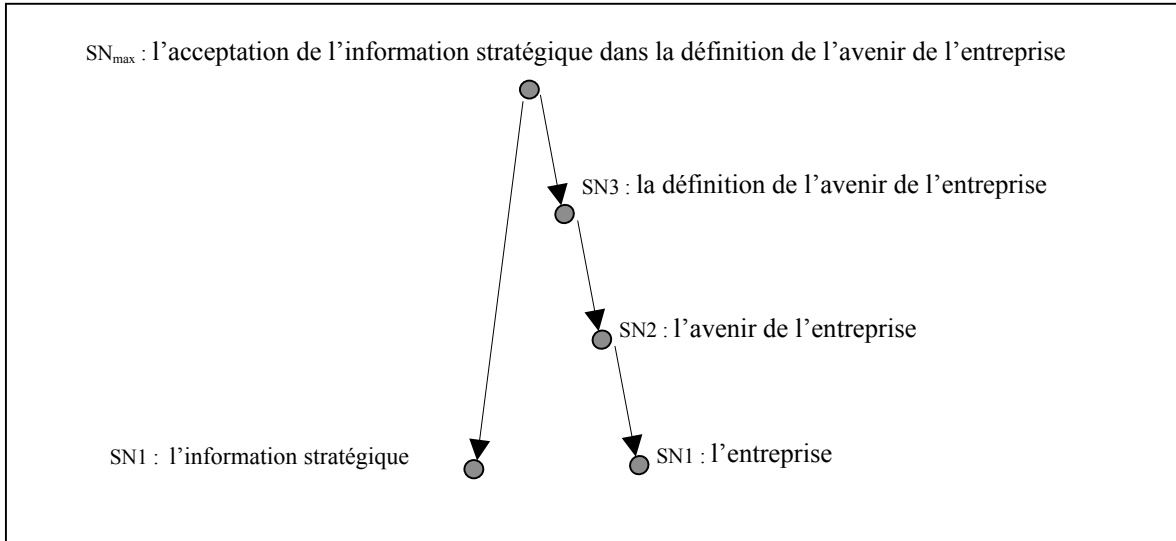 SNmax : l’acceptation de l’information stratégique dans la définition de l’avenir de l’entreprise
SN3 : la définition de l’avenir de l’entreprise
SN2 : l’avenir de l’entreprise
SN1 : l’information stratégique
SN1 : l’entreprise